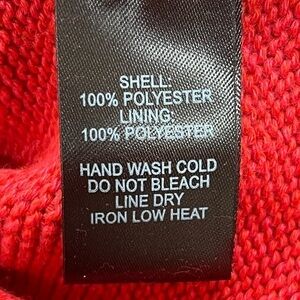 SHELL:
100% POLYESTER
LINING:
100% POLYESTER
HAND WASH COLD
DO NOT BLEACH
LINE DRY
IRON LOW HEAT